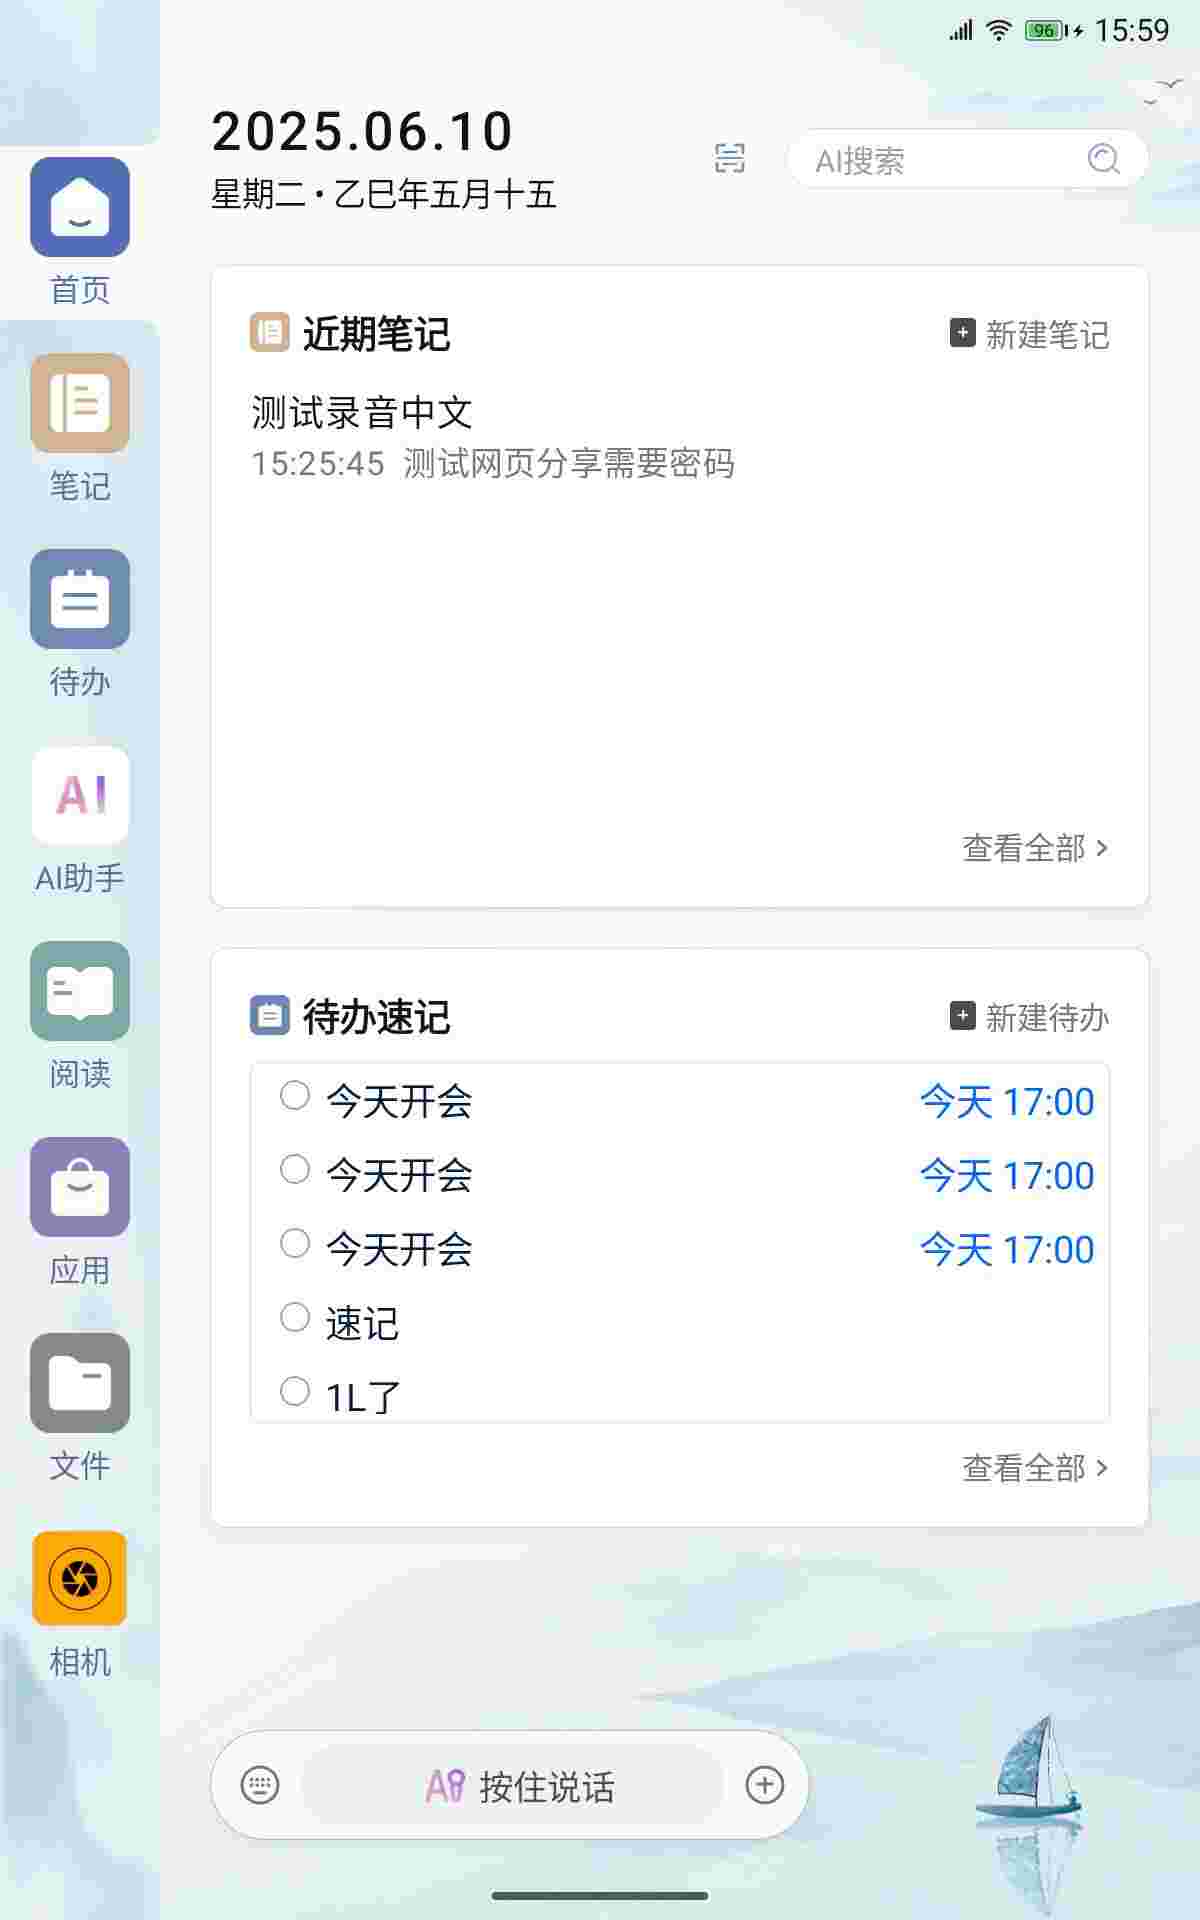 96 15:59
2025.06.10
星期二·乙巳年五月十五
AI搜索
首页
笔记
待办
AI
AI助手
阅读
应用
文件
相机
近期笔记
新建笔记
测试录音中文
15:25:45 测试网页分享需要密码
查看全部 >
待办速记
新建待办
今天开会 今天 17:00
今天开会 今天 17:00
今天开会 今天 17:00
速记
1L了
查看全部 >
按住说话